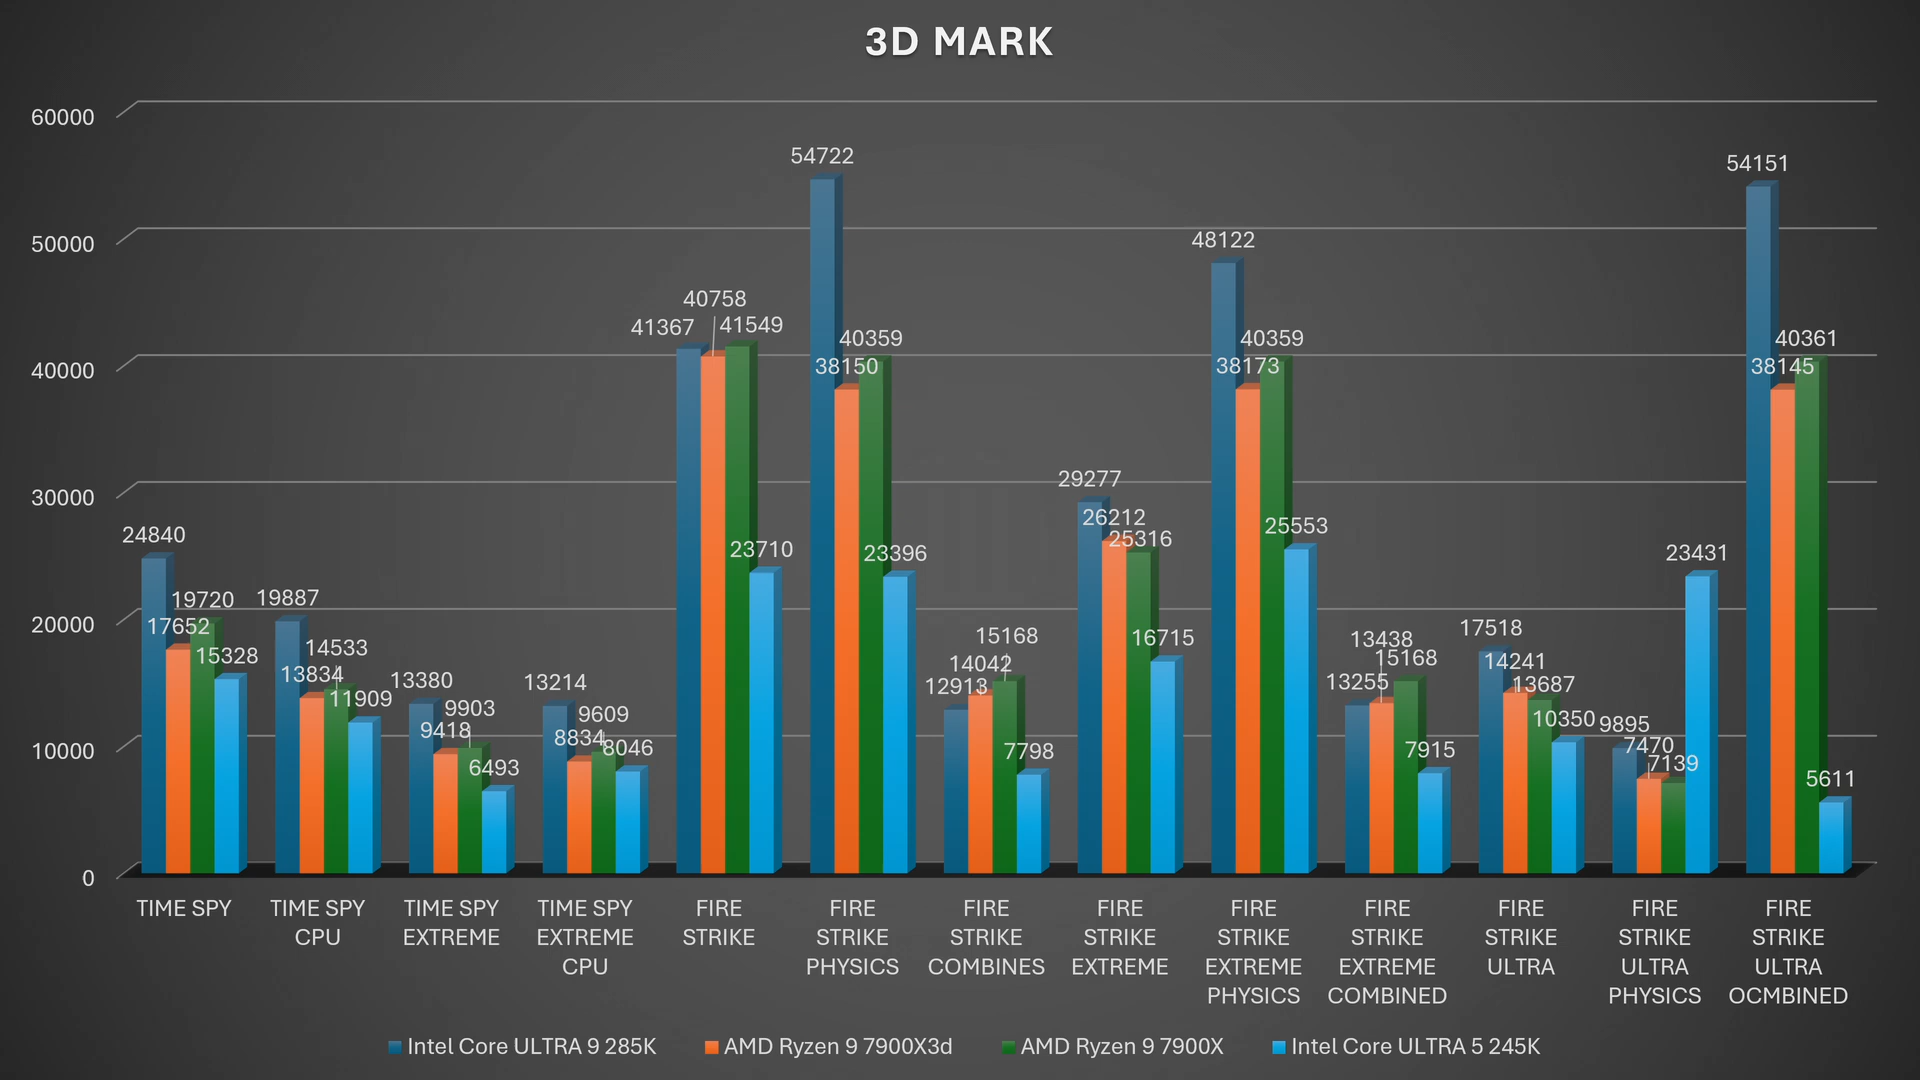 3D MARK
60000
50000
40000
30000
20000
10000
0
24840
17652
19720
15328
19887
13834
14533
11909
13380
9418
9903
6493
13214
8834
9609
8046
41367
40758
41549
23710
54722
38150
40359
23396
12913
14042
15168
7798
29277
26212
25316
16715
48122
38173
40359
25553
13255
13438
15168
7915
17518
14241
13687
10350
9895
7470
7139
23431
54151
38145
40361
5611
TIME SPY
TIME SPY
CPU
TIME SPY
EXTREME
TIME SPY
EXTREME
CPU
FIRE
STRIKE
FIRE
STRIKE
PHYSICS
FIRE
STRIKE
COMBINES
FIRE
STRIKE
EXTREME
FIRE
STRIKE
EXTREME
PHYSICS
FIRE
STRIKE
EXTREME
COMBINED
FIRE
STRIKE
ULTRA
FIRE
STRIKE
ULTRA
PHYSICS
FIRE
STRIKE
ULTRA
OCMBINED
Intel Core ULTRA 9 285K
AMD Ryzen 9 7900X3d
AMD Ryzen 9 7900X
Intel Core ULTRA 5 245K